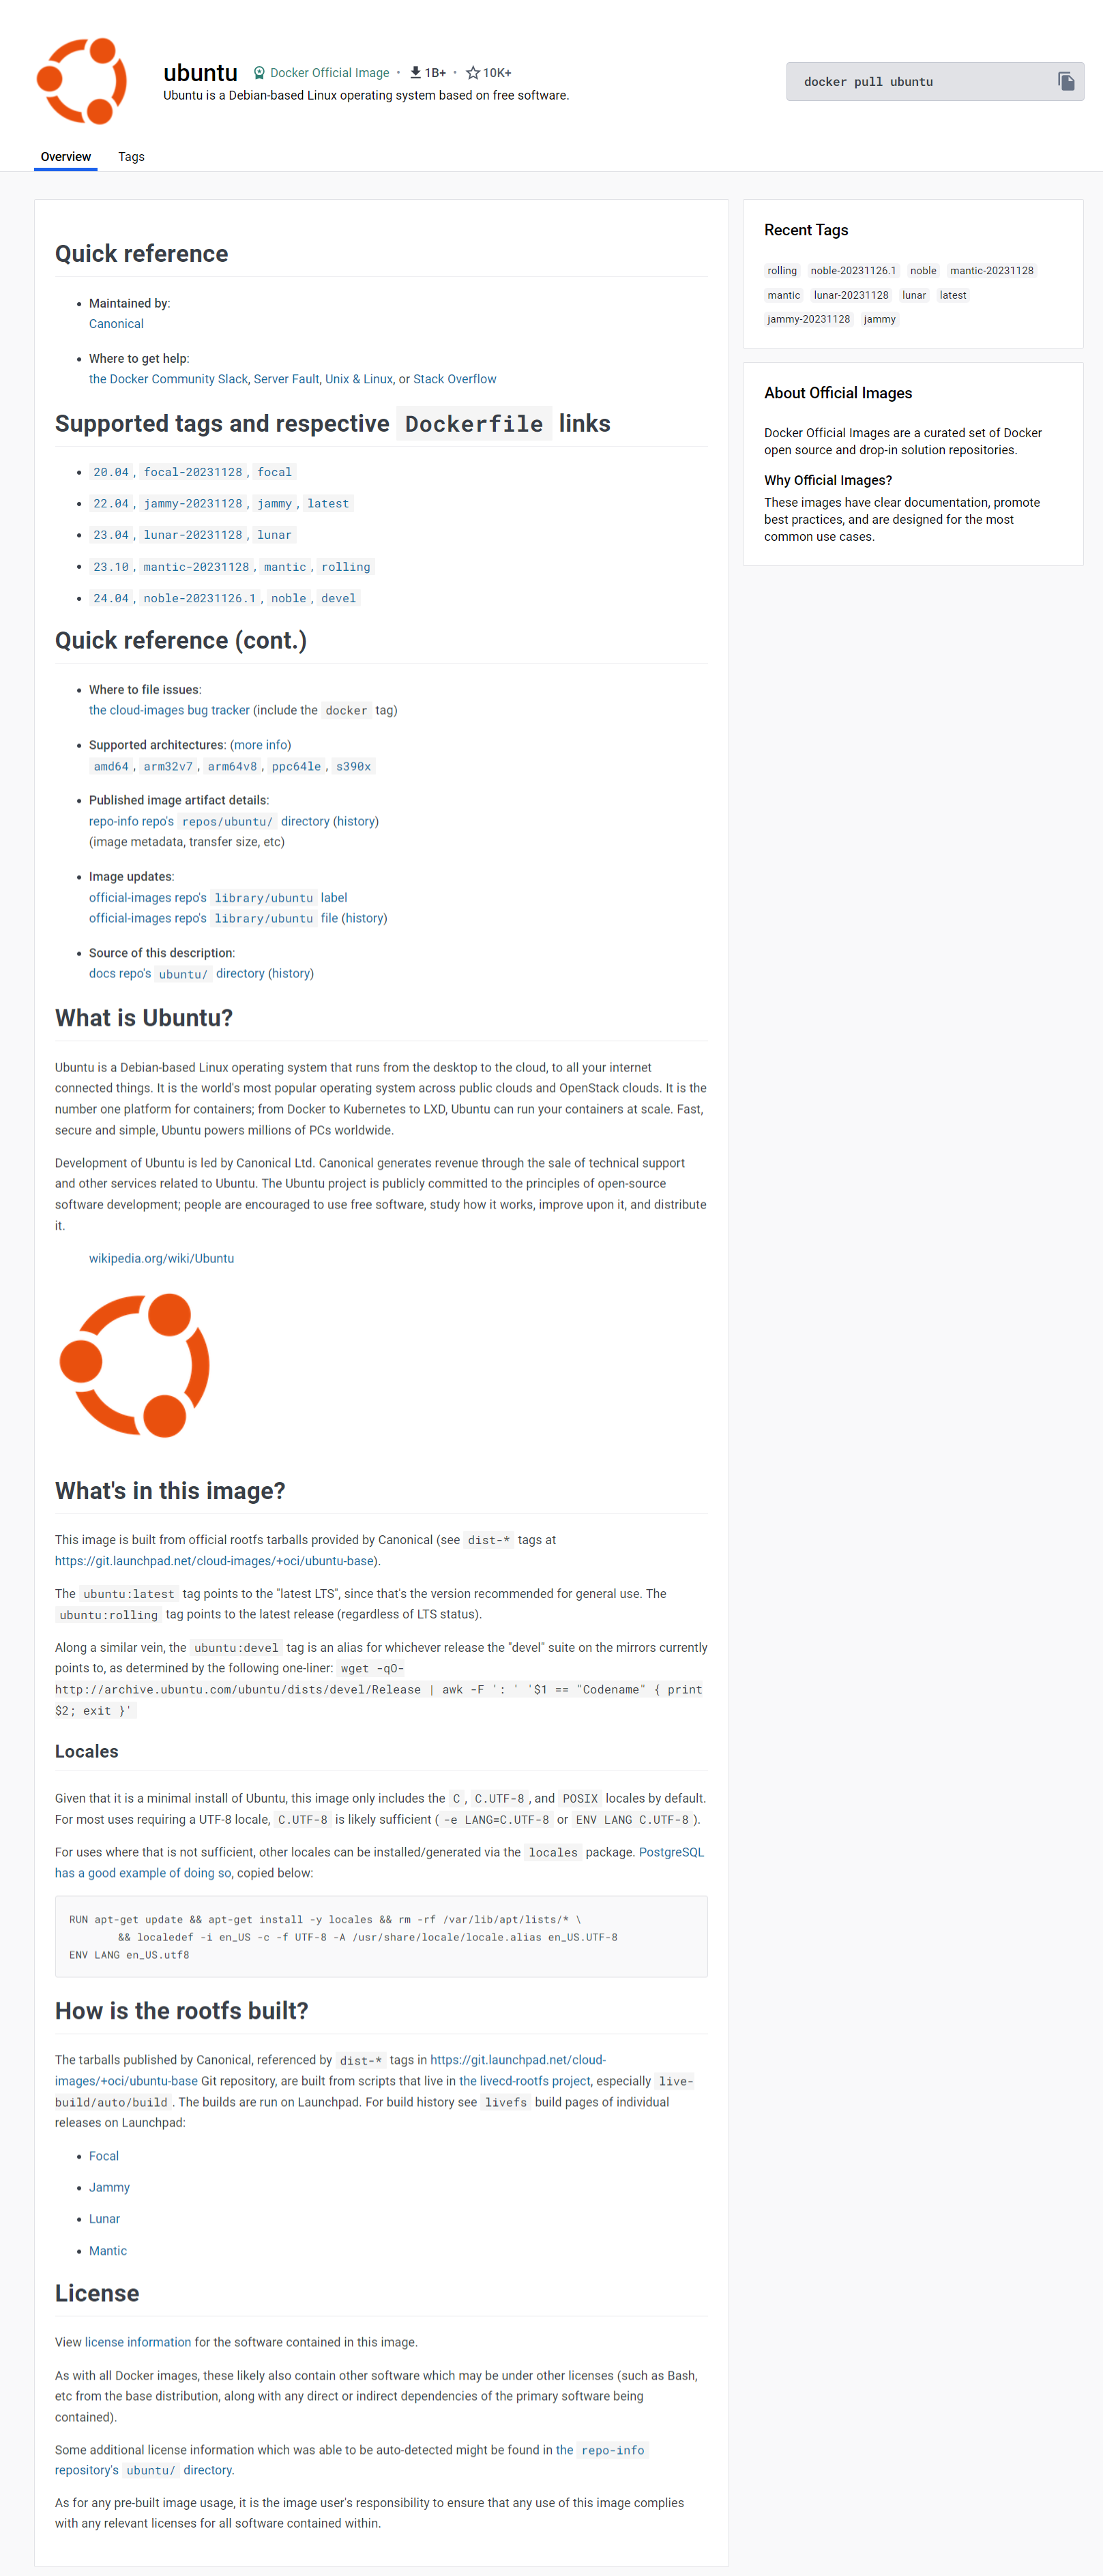 ubuntu
Docker Official Image • 1B+ • 10K+
Ubuntu is a Debian-based Linux operating system based on free software.
docker pull ubuntu
Overview
Tags
Quick reference
• Maintained by:
Canonical
• Where to get help:
the Docker Community Slack, Server Fault, Unix & Linux, or Stack Overflow
Supported tags and respective Dockerfile links
• 20.04, focal-20231128, focal
• 22.04, jammy-20231128, jammy, latest
• 23.04, lunar-20231128, lunar
• 23.10, mantic-20231128, mantic, rolling
• 24.04, noble-20231126.1, noble, devel
Quick reference (cont.)
• Where to file issues:
the cloud-images bug tracker (include the docker tag)
• Supported architectures: (more info)
amd64, arm32v7, arm64v8, ppc64le, s390x
• Published image artifact details:
repo-info repo's repos/ubuntu/ directory (history)
(image metadata, transfer size, etc)
• Image updates:
official-images repo's library/ubuntu label
official-images repo's library/ubuntu file (history)
• Source of this description:
docs repo's ubuntu/ directory (history)
What is Ubuntu?
Ubuntu is a Debian-based Linux operating system that runs from the desktop to the cloud, to all your internet
connected things. It is the world's most popular operating system across public clouds and OpenStack clouds. It is the
number one platform for containers; from Docker to Kubernetes to LXD, Ubuntu can run your containers at scale. Fast,
secure and simple, Ubuntu powers millions of PCs worldwide.
Development of Ubuntu is led by Canonical Ltd. Canonical generates revenue through the sale of technical support
and other services related to Ubuntu. The Ubuntu project is publicly committed to the principles of open-source
software development; people are encouraged to use free software, study how it works, improve upon it, and distribute
it.
wikipedia.org/wiki/Ubuntu
What's in this image?
This image is built from official rootfs tarballs provided by Canonical (see dist-* tags at
https://git.launchpad.net/cloud-images/+oci/ubuntu-base).
The ubuntu:latest tag points to the "latest LTS", since that's the version recommended for general use. The
ubuntu:rolling tag points to the latest release (regardless of LTS status).
Along a similar vein, the ubuntu:devel tag is an alias for whichever release the "devel" suite on the mirrors currently
points to, as determined by the following one-liner: wget -qO-
http://archive.ubuntu.com/ubuntu/dists/devel/Release | awk -F ': ' '$1 == "Codename" { print
$2; exit }'
Locales
Given that it is a minimal install of Ubuntu, this image only includes the C, C.UTF-8, and POSIX locales by default.
For most uses requiring a UTF-8 locale, C.UTF-8 is likely sufficient (-e LANG=C.UTF-8 or ENV LANG C.UTF-8).
For uses where that is not sufficient, other locales can be installed/generated via the locales package. PostgreSQL
has a good example of doing so, copied below:
RUN apt-get update && apt-get install -y locales && rm -rf /var/lib/apt/lists/* \
&& localedef -i en_US -c -f UTF-8 -A /usr/share/locale/locale.alias en_US.UTF-8
ENV LANG en_US.utf8
How is the rootfs built?
The tarballs published by Canonical, referenced by dist-* tags in https://git.launchpad.net/cloud-
images/+oci/ubuntu-base Git repository, are built from scripts that live in the livecd-rootfs project, especially live-
build/auto/build. The builds are run on Launchpad. For build history see livefs build pages of individual
releases on Launchpad:
• Focal
• Jammy
• Lunar
• Mantic
License
View license information for the software contained in this image.
As with all Docker images, these likely also contain other software which may be under other licenses (such as Bash,
etc from the base distribution, along with any direct or indirect dependencies of the primary software being
contained).
Some additional license information which was able to be auto-detected might be found in the repo-info
repository's ubuntu/ directory.
As for any pre-built image usage, it is the image user's responsibility to ensure that any use of this image complies
with any relevant licenses for all software contained within.
Recent Tags
rolling noble-20231126.1 noble mantic-20231128
mantic lunar-20231128 lunar latest
jammy-20231128 jammy
About Official Images
Docker Official Images are a curated set of Docker
open source and drop-in solution repositories.
Why Official Images?
These images have clear documentation, promote
best practices, and are designed for the most
common use cases.